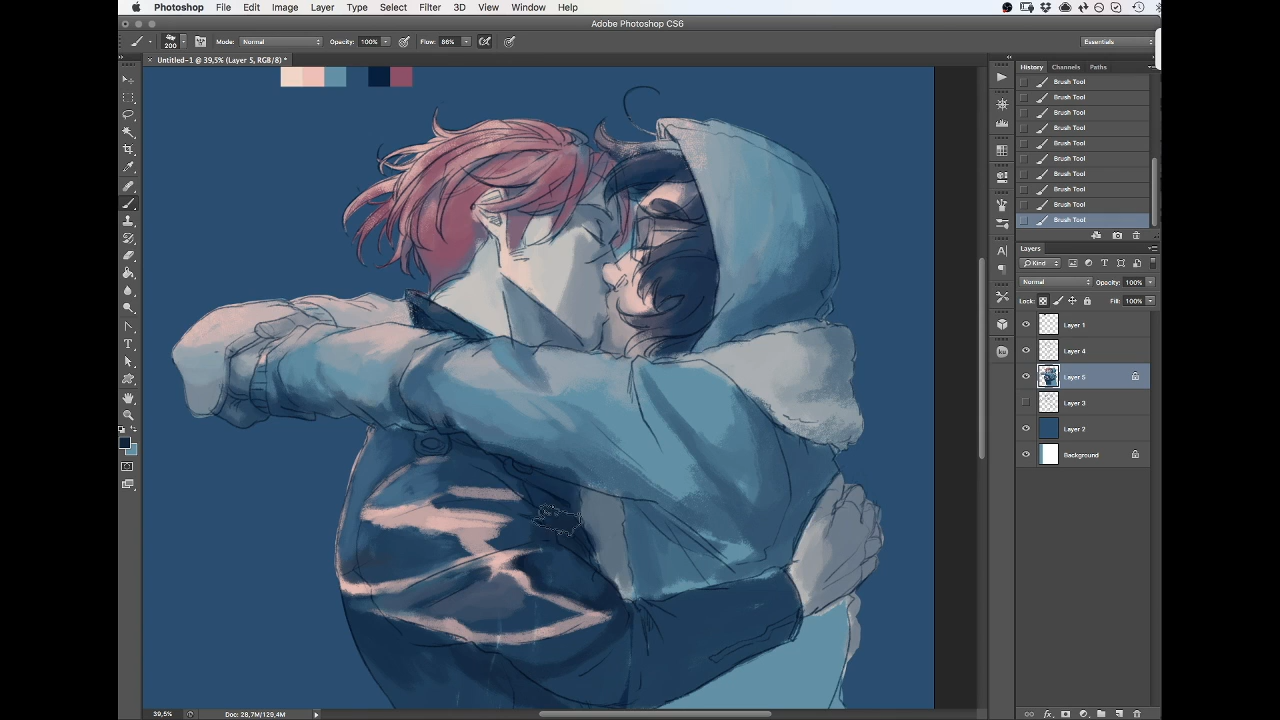 Photoshop File Edit Image Layer Type Select Filter 3D View Window Help
Adobe Photoshop CS6
200 Mode: Normal Opacity: 100% Flow: 86% Essentials
Untitled-1 @ 39,5% (Layer 5, RGB/8) *
History Channels Paths
Brush Tool
Brush Tool
Brush Tool
Brush Tool
Brush Tool
Brush Tool
Brush Tool
Brush Tool
Brush Tool
Brush Tool
Layers
Kind
Normal Opacity: 100%
Lock: Fill: 100%
Layer 1
Layer 4
Layer 5
Layer 3
Layer 2
Background
39,5% Doc: 28,7M/129,4M